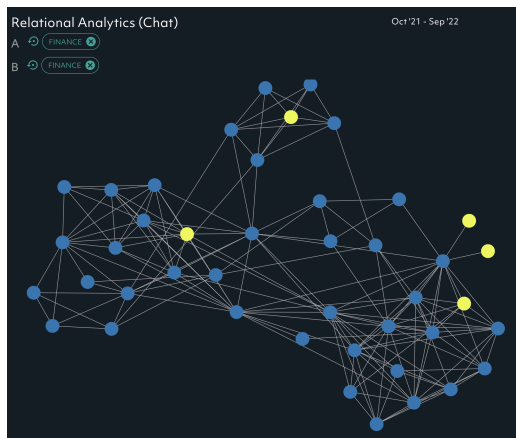 Relational Analytics (Chat)
Oct '21 - Sep '22
A FINANCE
B FINANCE